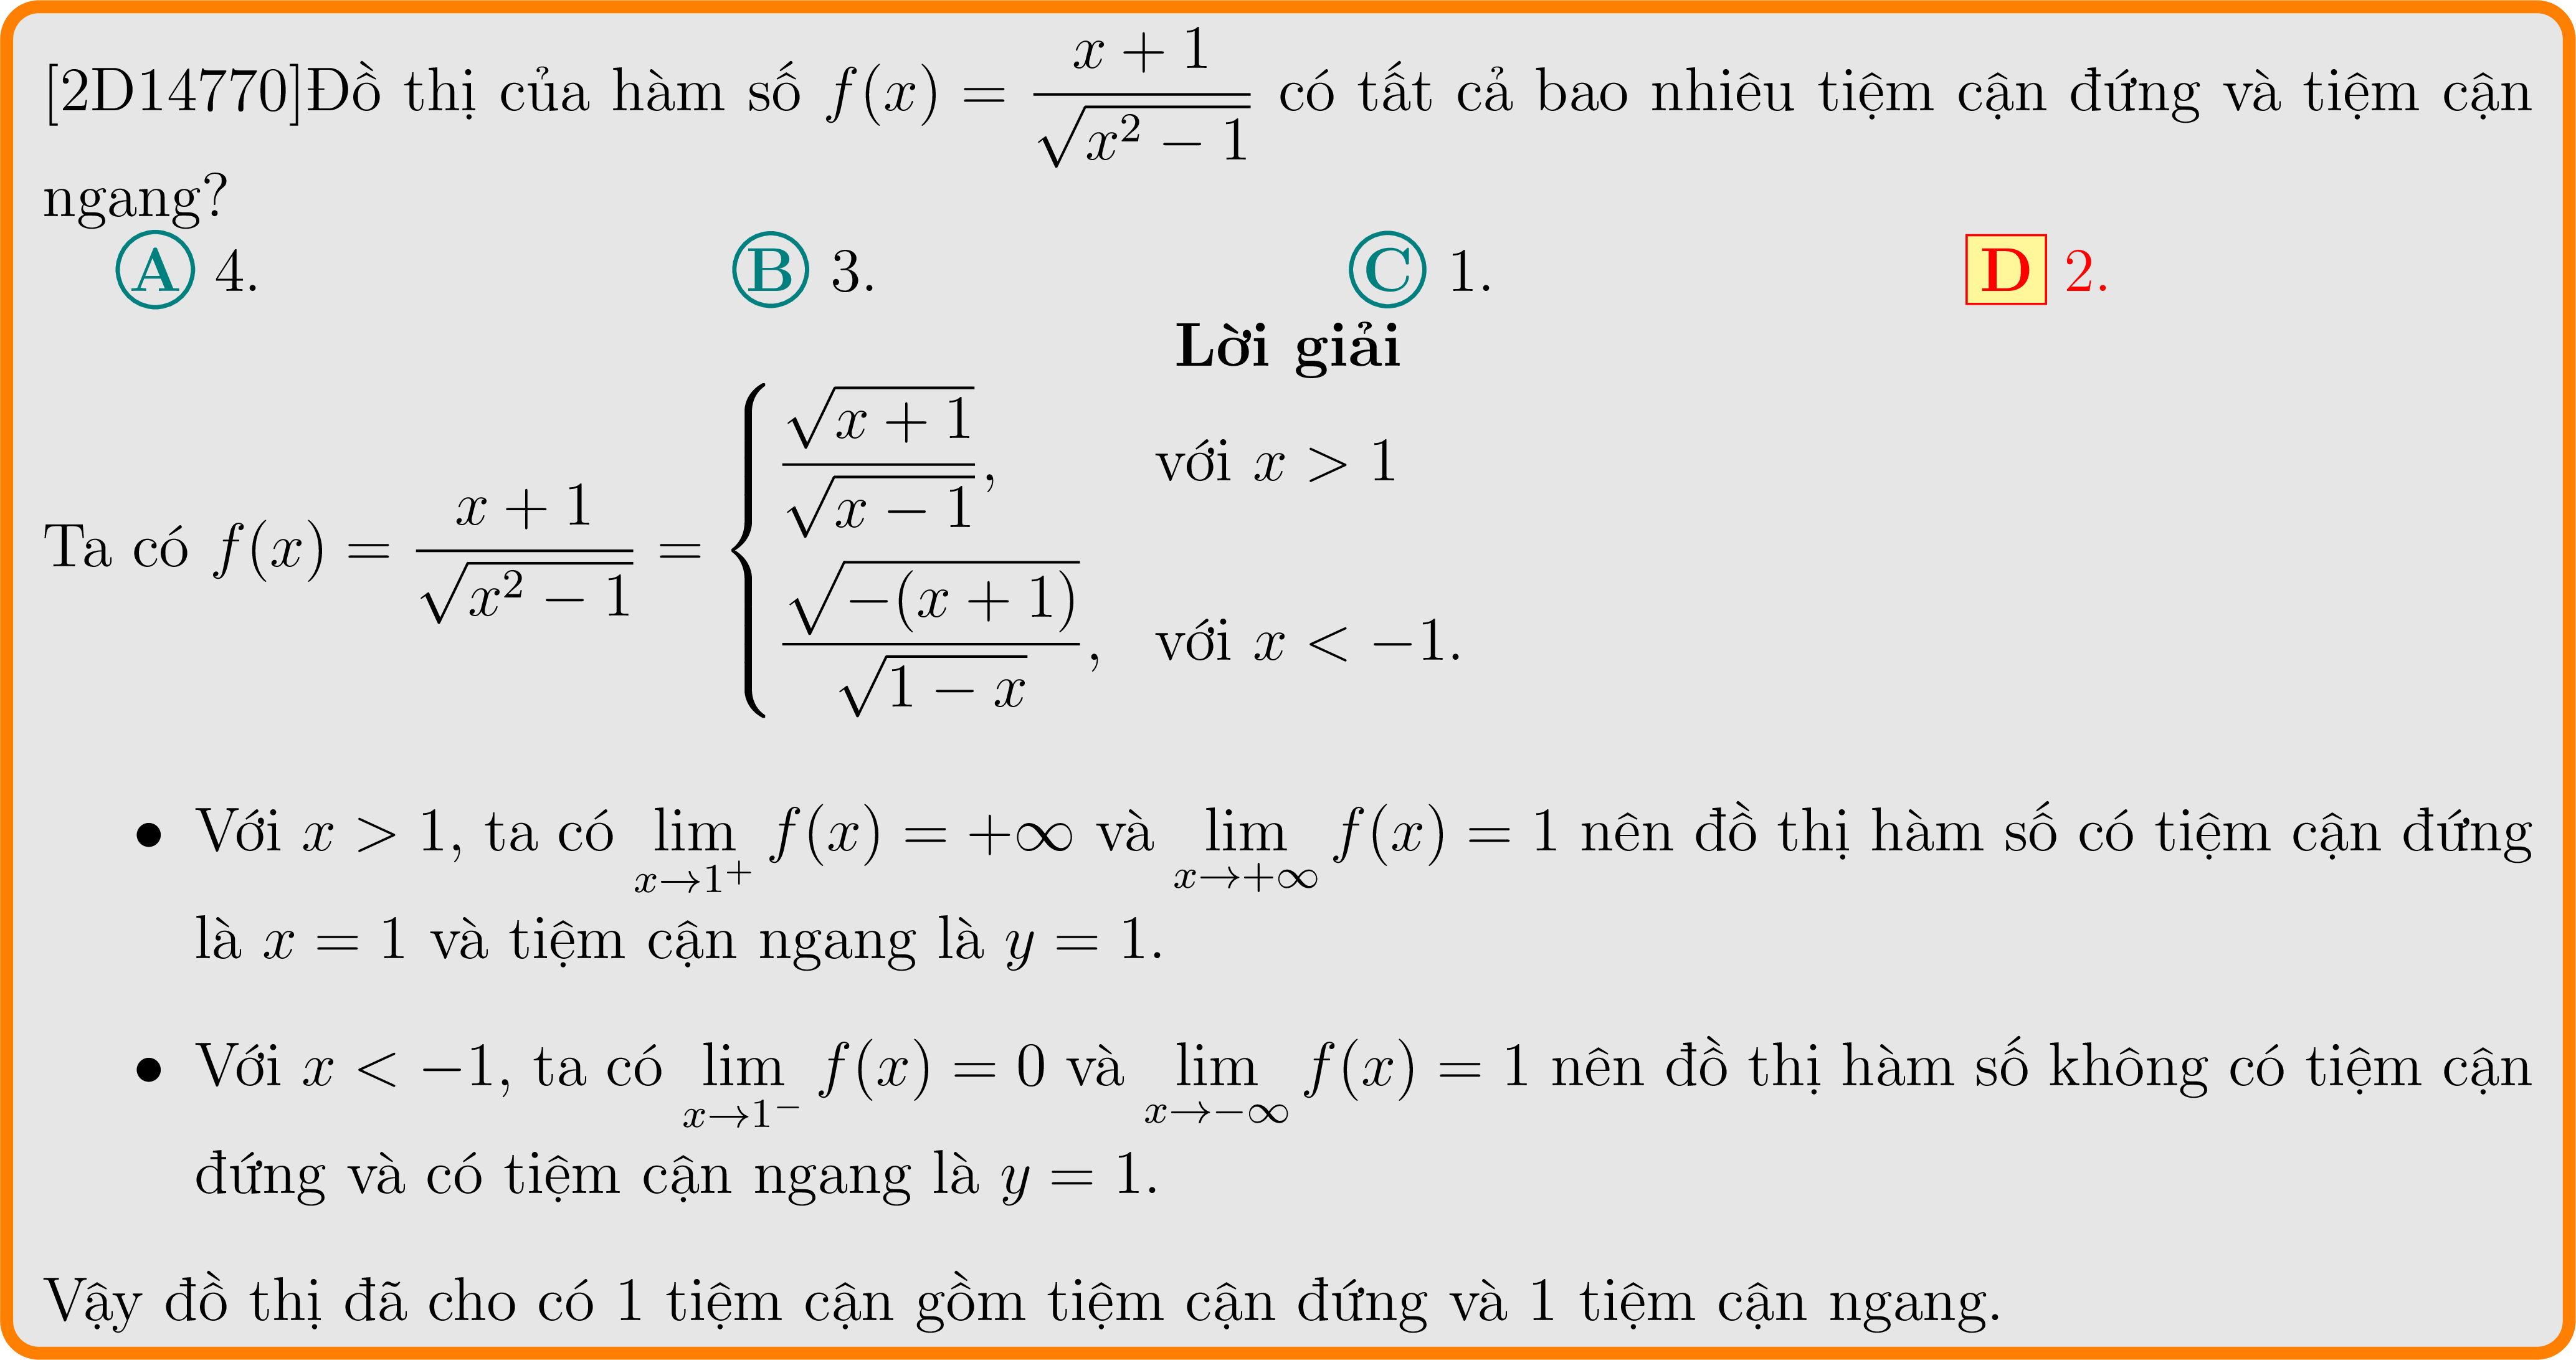 [2D14770]Đồ thị của hàm số $f(x) = \dfrac{x+1}{\sqrt{x^2-1}}$ có tất cả bao nhiêu tiệm cận đứng và tiệm cận
ngang?
A 4. B 3. C 1. D 2.
Lời giải
Ta có $f(x) = \dfrac{x+1}{\sqrt{x^2-1}} = \begin{cases} \dfrac{\sqrt{x+1}}{\sqrt{x-1}}, & \text{với } x > 1 \\ \dfrac{\sqrt{-(x+1)}}{\sqrt{1-x}}, & \text{với } x < -1. \end{cases}$
• Với $x > 1$, ta có $\lim\limits_{x \to 1^+} f(x) = +\infty$ và $\lim\limits_{x \to +\infty} f(x) = 1$ nên đồ thị hàm số có tiệm cận đứng
là $x = 1$ và tiệm cận ngang là $y = 1$.
• Với $x < -1$, ta có $\lim\limits_{x \to 1^-} f(x) = 0$ và $\lim\limits_{x \to -\infty} f(x) = 1$ nên đồ thị hàm số không có tiệm cận
đứng và có tiệm cận ngang là $y = 1$.
Vậy đồ thị đã cho có 1 tiệm cận gồm tiệm cận đứng và 1 tiệm cận ngang.